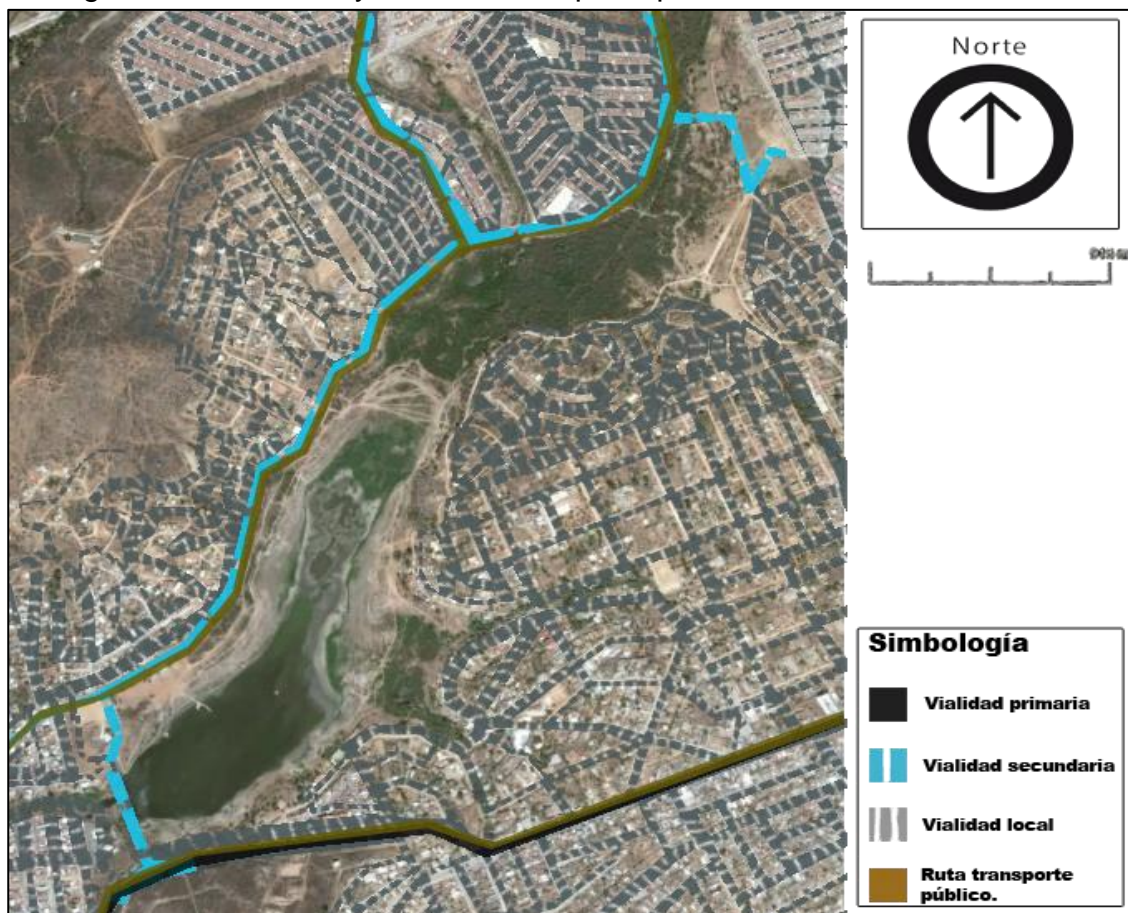 Norte
Simbología
Vialidad primaria
Vialidad secundaria
Vialidad local
Ruta transporte
público.